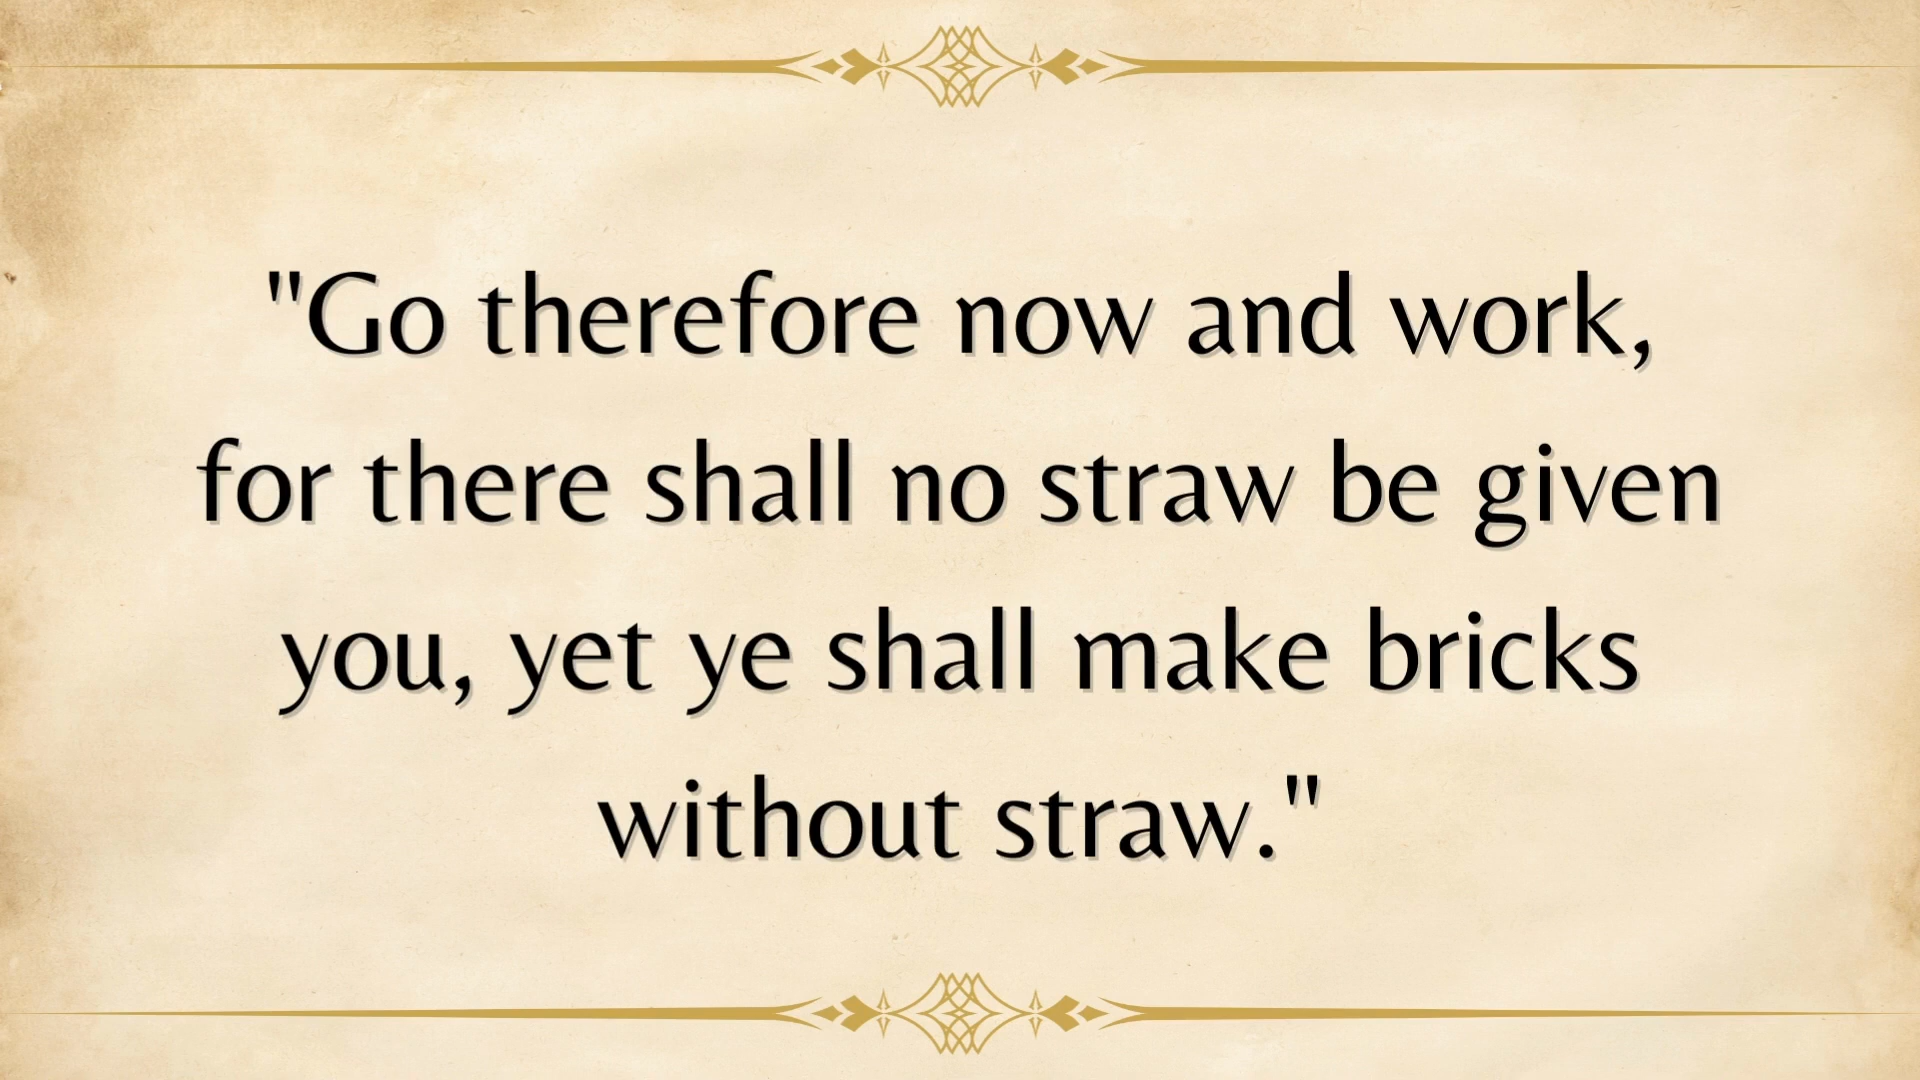 "Go therefore now and work,
for there shall no straw be given
you, yet ye shall make bricks
without straw."